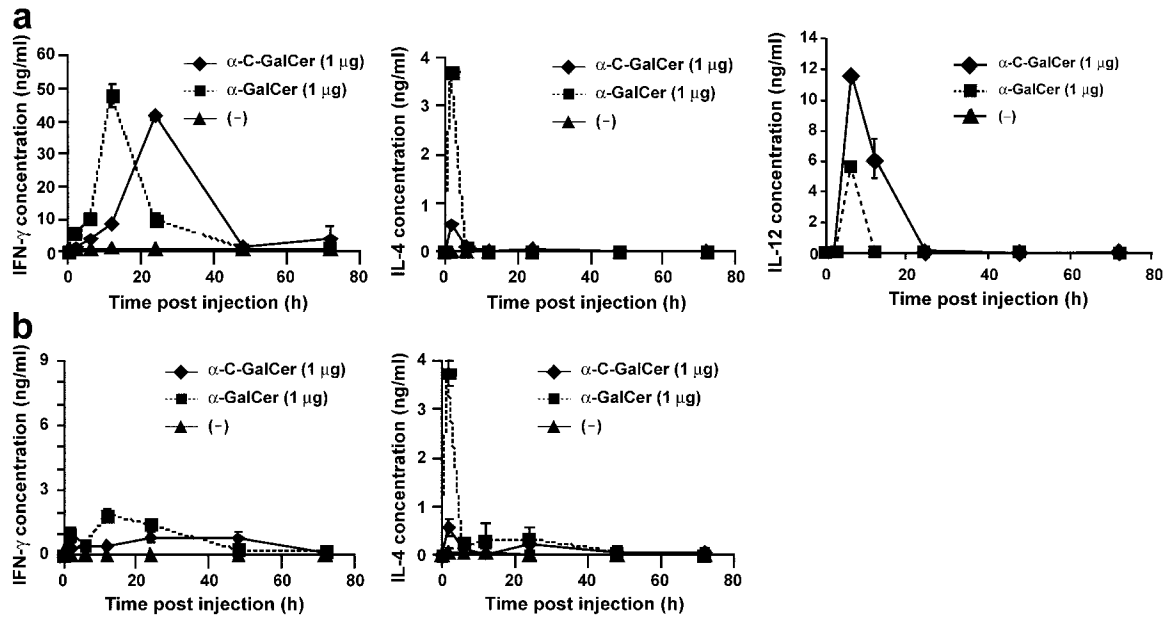 a
IFN-γ concentration (ng/ml)
60
50
40
30
20
10
0
0 20 40 60 80
Time post injection (h)
α-C-GalCer (1 μg)
α-GalCer (1 μg)
(−)
IL-4 concentration (ng/ml)
4
3
2
1
0
0 20 40 60 80
Time post injection (h)
α-C-GalCer (1 μg)
α-GalCer (1 μg)
(−)
IL-12 concentration (ng/ml)
14
12
10
8
6
4
2
0
0 20 40 60 80
Time post injection (h)
α-C-GalCer (1 μg)
α-GalCer (1 μg)
(−)
b
IFN-γ concentration (ng/ml)
9
6
3
0
0 20 40 60 80
Time post injection (h)
α-C-GalCer (1 μg)
α-GalCer (1 μg)
(−)
IL-4 concentration (ng/ml)
4
3
2
1
0
0 20 40 60 80
Time post injection (h)
α-C-GalCer (1 μg)
α-GalCer (1 μg)
(−)